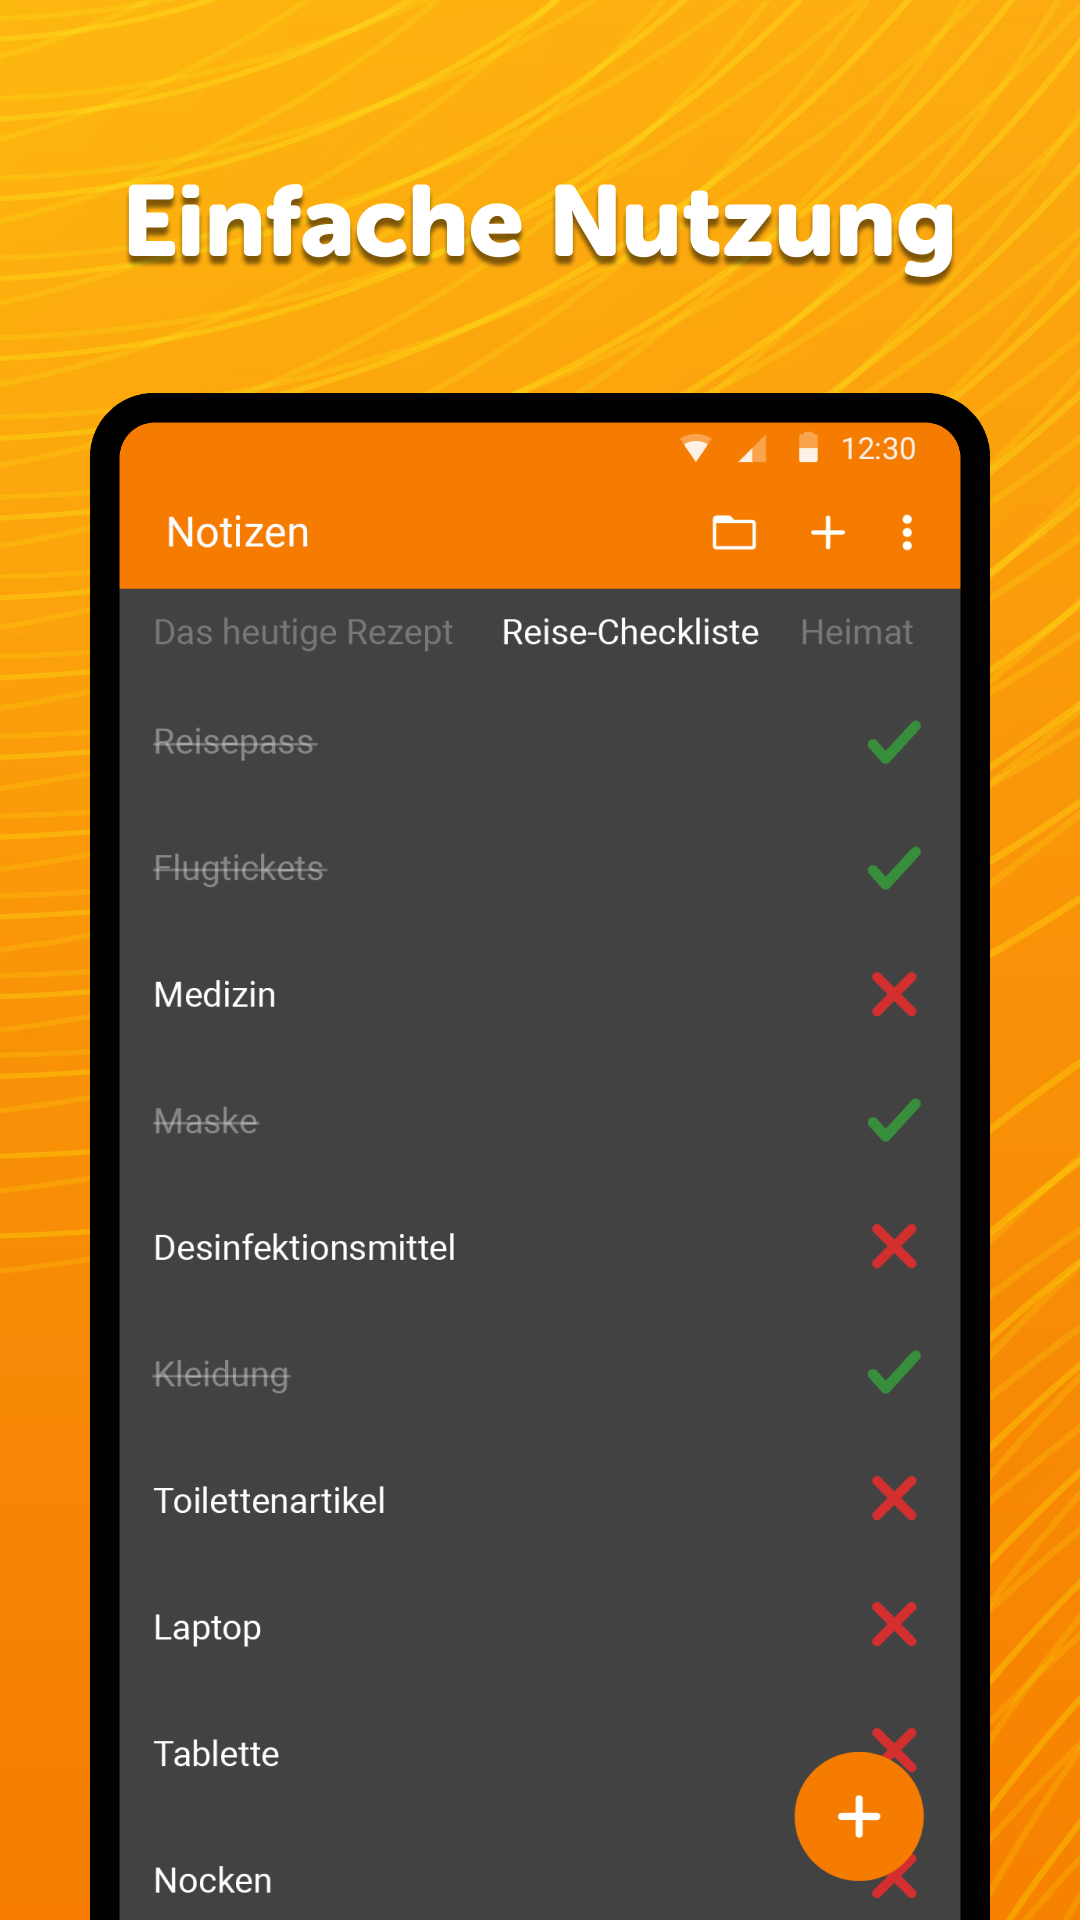 Einfache Nutzung
12:30
Notizen
Das heutige Rezept Reise-Checkliste Heimat
Reisepass
Flugtickets
Medizin
Maske
Desinfektionsmittel
Kleidung
Toilettenartikel
Laptop
Tablette
Nocken